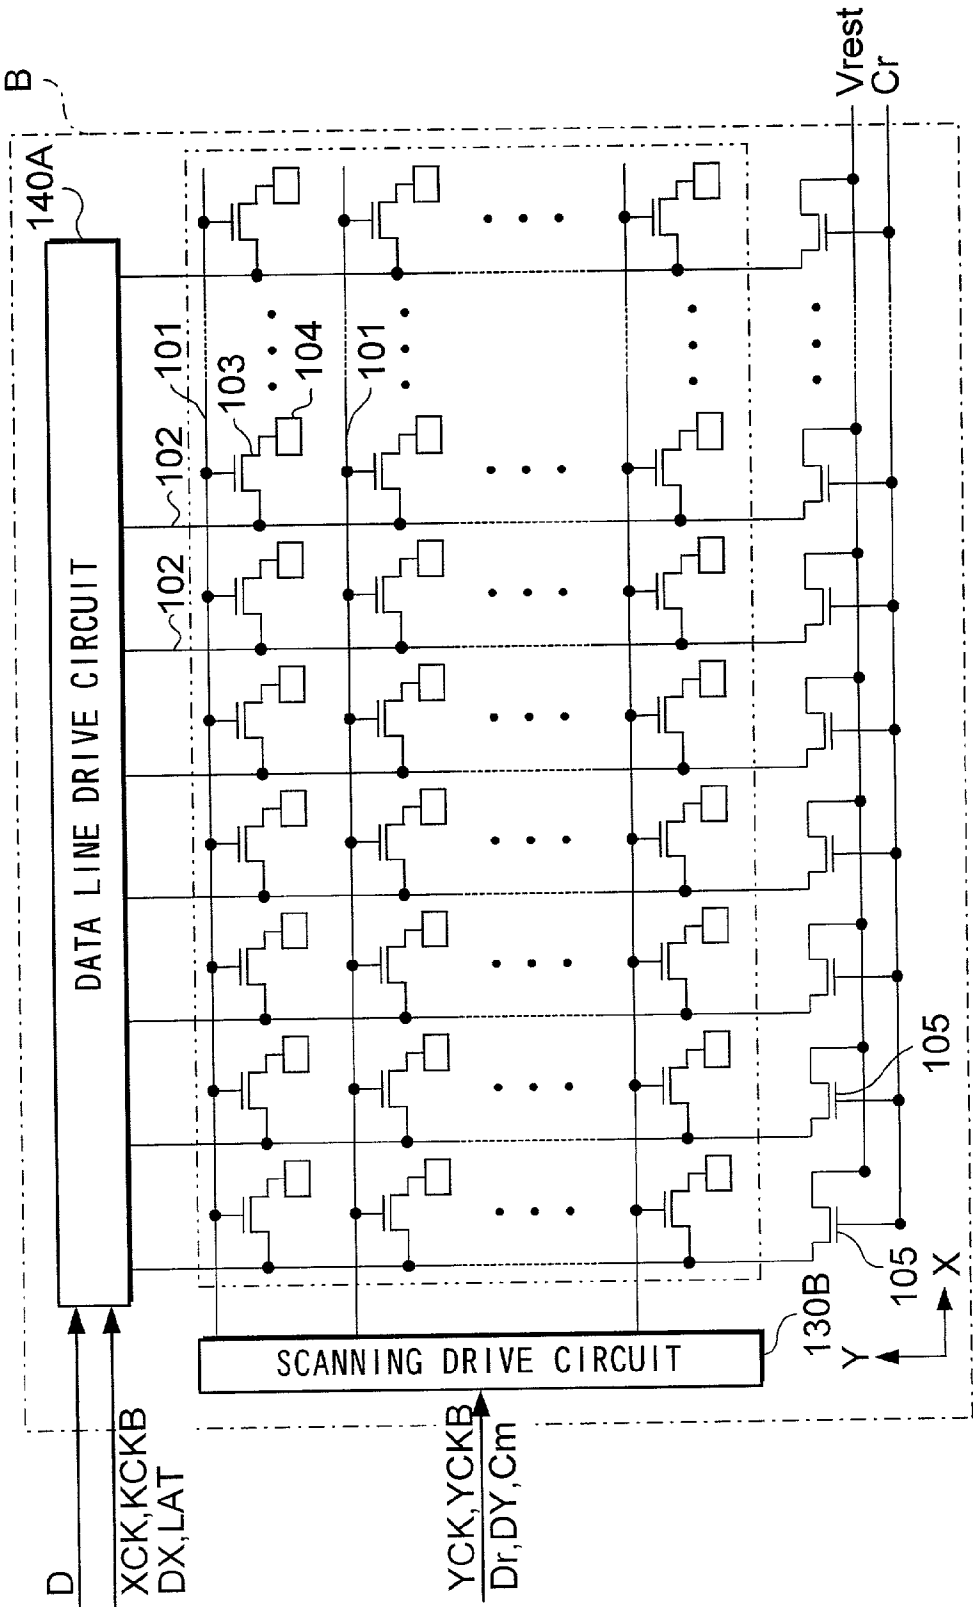 B
140A
DATA LINE DRIVE CIRCUIT
D
XCK,KCKB
DX,LAT
101
102
102
103
104
101
SCANNING DRIVE CIRCUIT
130B
YCK,YCKB
Dr,DY,Cm
Vrest
Cr
105
105
Y
X